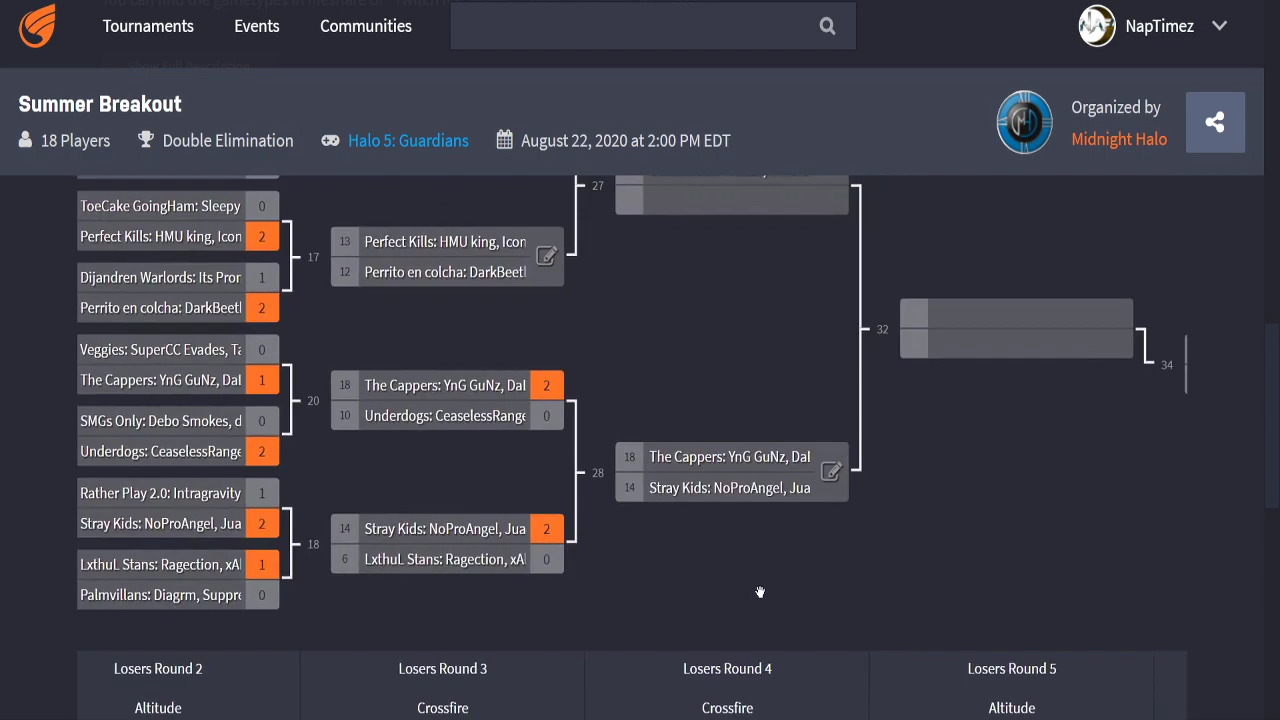 Tournaments Events Communities NapTimez
Summer Breakout
18 Players Double Elimination Halo 5: Guardians August 22, 2020 at 2:00 PM EDT
Organized by
Midnight Halo
ToeCake GoingHam: Sleepy 0
Perfect Kills: HMU king, Icon 2
17
Dijandren Warlords: Its Pron 1
Perrito en colcha: DarkBeetl 2
Veggies: SuperCC Evades, Ta 0
The Cappers: YnG GuNz, Dal 1
20
SMGs Only: Debo Smokes, d 0
Underdogs: CeaselessRange 2
Rather Play 2.0: Intragravity 1
Stray Kids: NoProAngel, Jua 2
18
LxthuL Stans: Ragection, xAl 1
Palmvillans: Diagrm, Suppre 0
13 Perfect Kills: HMU king, Icon
12 Perrito en colcha: DarkBeetl
27
18 The Cappers: YnG GuNz, Dal 2
10 Underdogs: CeaselessRange 0
28
14 Stray Kids: NoProAngel, Jua 2
6 LxthuL Stans: Ragection, xAl 0
18 The Cappers: YnG GuNz, Dal
14 Stray Kids: NoProAngel, Jua
32
34
Losers Round 2 Losers Round 3 Losers Round 4 Losers Round 5
Altitude Crossfire Crossfire Altitude